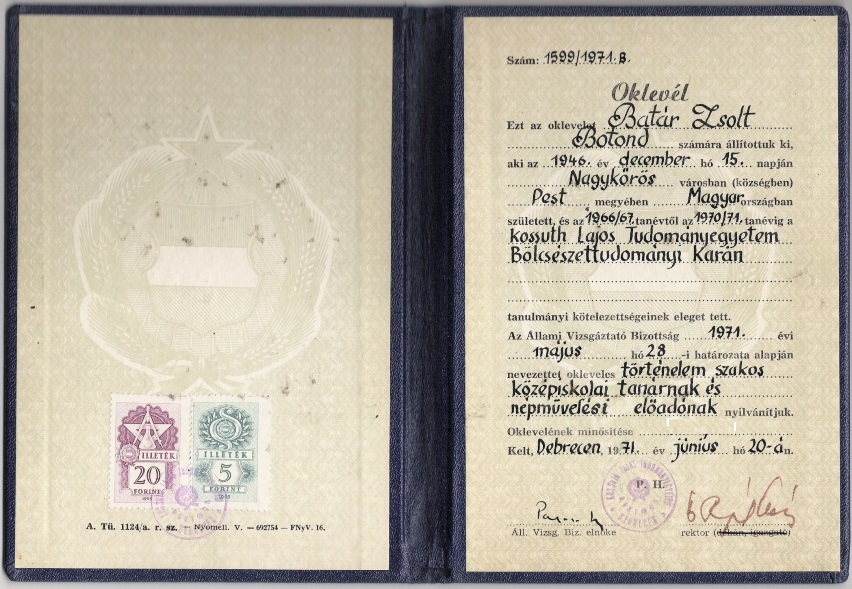 ILLETÉK
20
FORINT
ILLETÉK
5
FORINT
A. Tü. 1124/a. r. sz. — Nyomell. V. — 692754 — FNyV. 16.
Szám: 1599/1971. B.
Oklevél
Ezt az oklevelet Batár Zsolt
Botond számára állítottuk ki,
aki az 1946. év december hó 15. napján
Nagykőrös városban (községben)
Pest megyében Magyarországban
született, és az 1966/67 tanévtől az 1970/71 tanévig a
Kossuth Lajos Tudományegyetem
Bölcsészettudományi Karán
tanulmányi kötelezettségeinek eleget tett.
Az Állami Vizsgáztató Bizottság 1971. évi
május hó 28 -i határozata alapján
nevezettet okleveles történelem szakos
középiskolai tanárnak és
népművelési előadónak nyilvánítjuk.
Oklevelének minősítése
Kelt, Debrecen, 1971. év június hó 20-án.
P. H.
Áll. Vizsg. Biz. elnöke
rektor (dékán, igazgató)